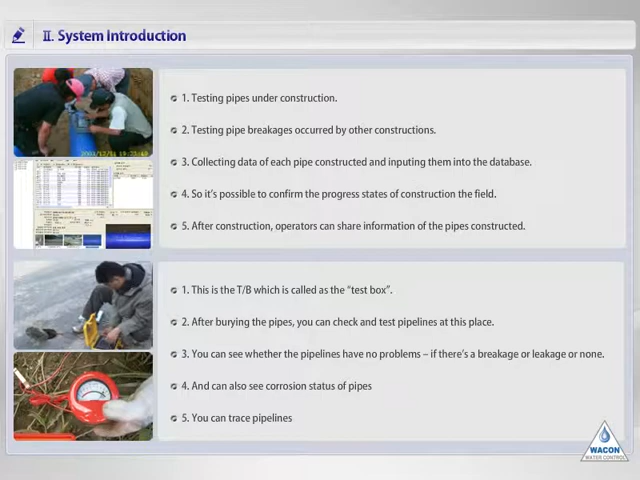 II. System Introduction
1. Testing pipes under construction.
2. Testing pipe breakages occurred by other constructions.
3. Collecting data of each pipe constructed and inputing them into the database.
4. So it's possible to confirm the progress states of construction the field.
5. After construction, operators can share information of the pipes constructed.
1. This is the T/B which is called as the “test box”.
2. After burying the pipes, you can check and test pipelines at this place.
3. You can see whether the pipelines have no problems – if there's a breakage or leakage or none.
4. And can also see corrosion status of pipes
5. You can trace pipelines
WACON
WATER CONTROL